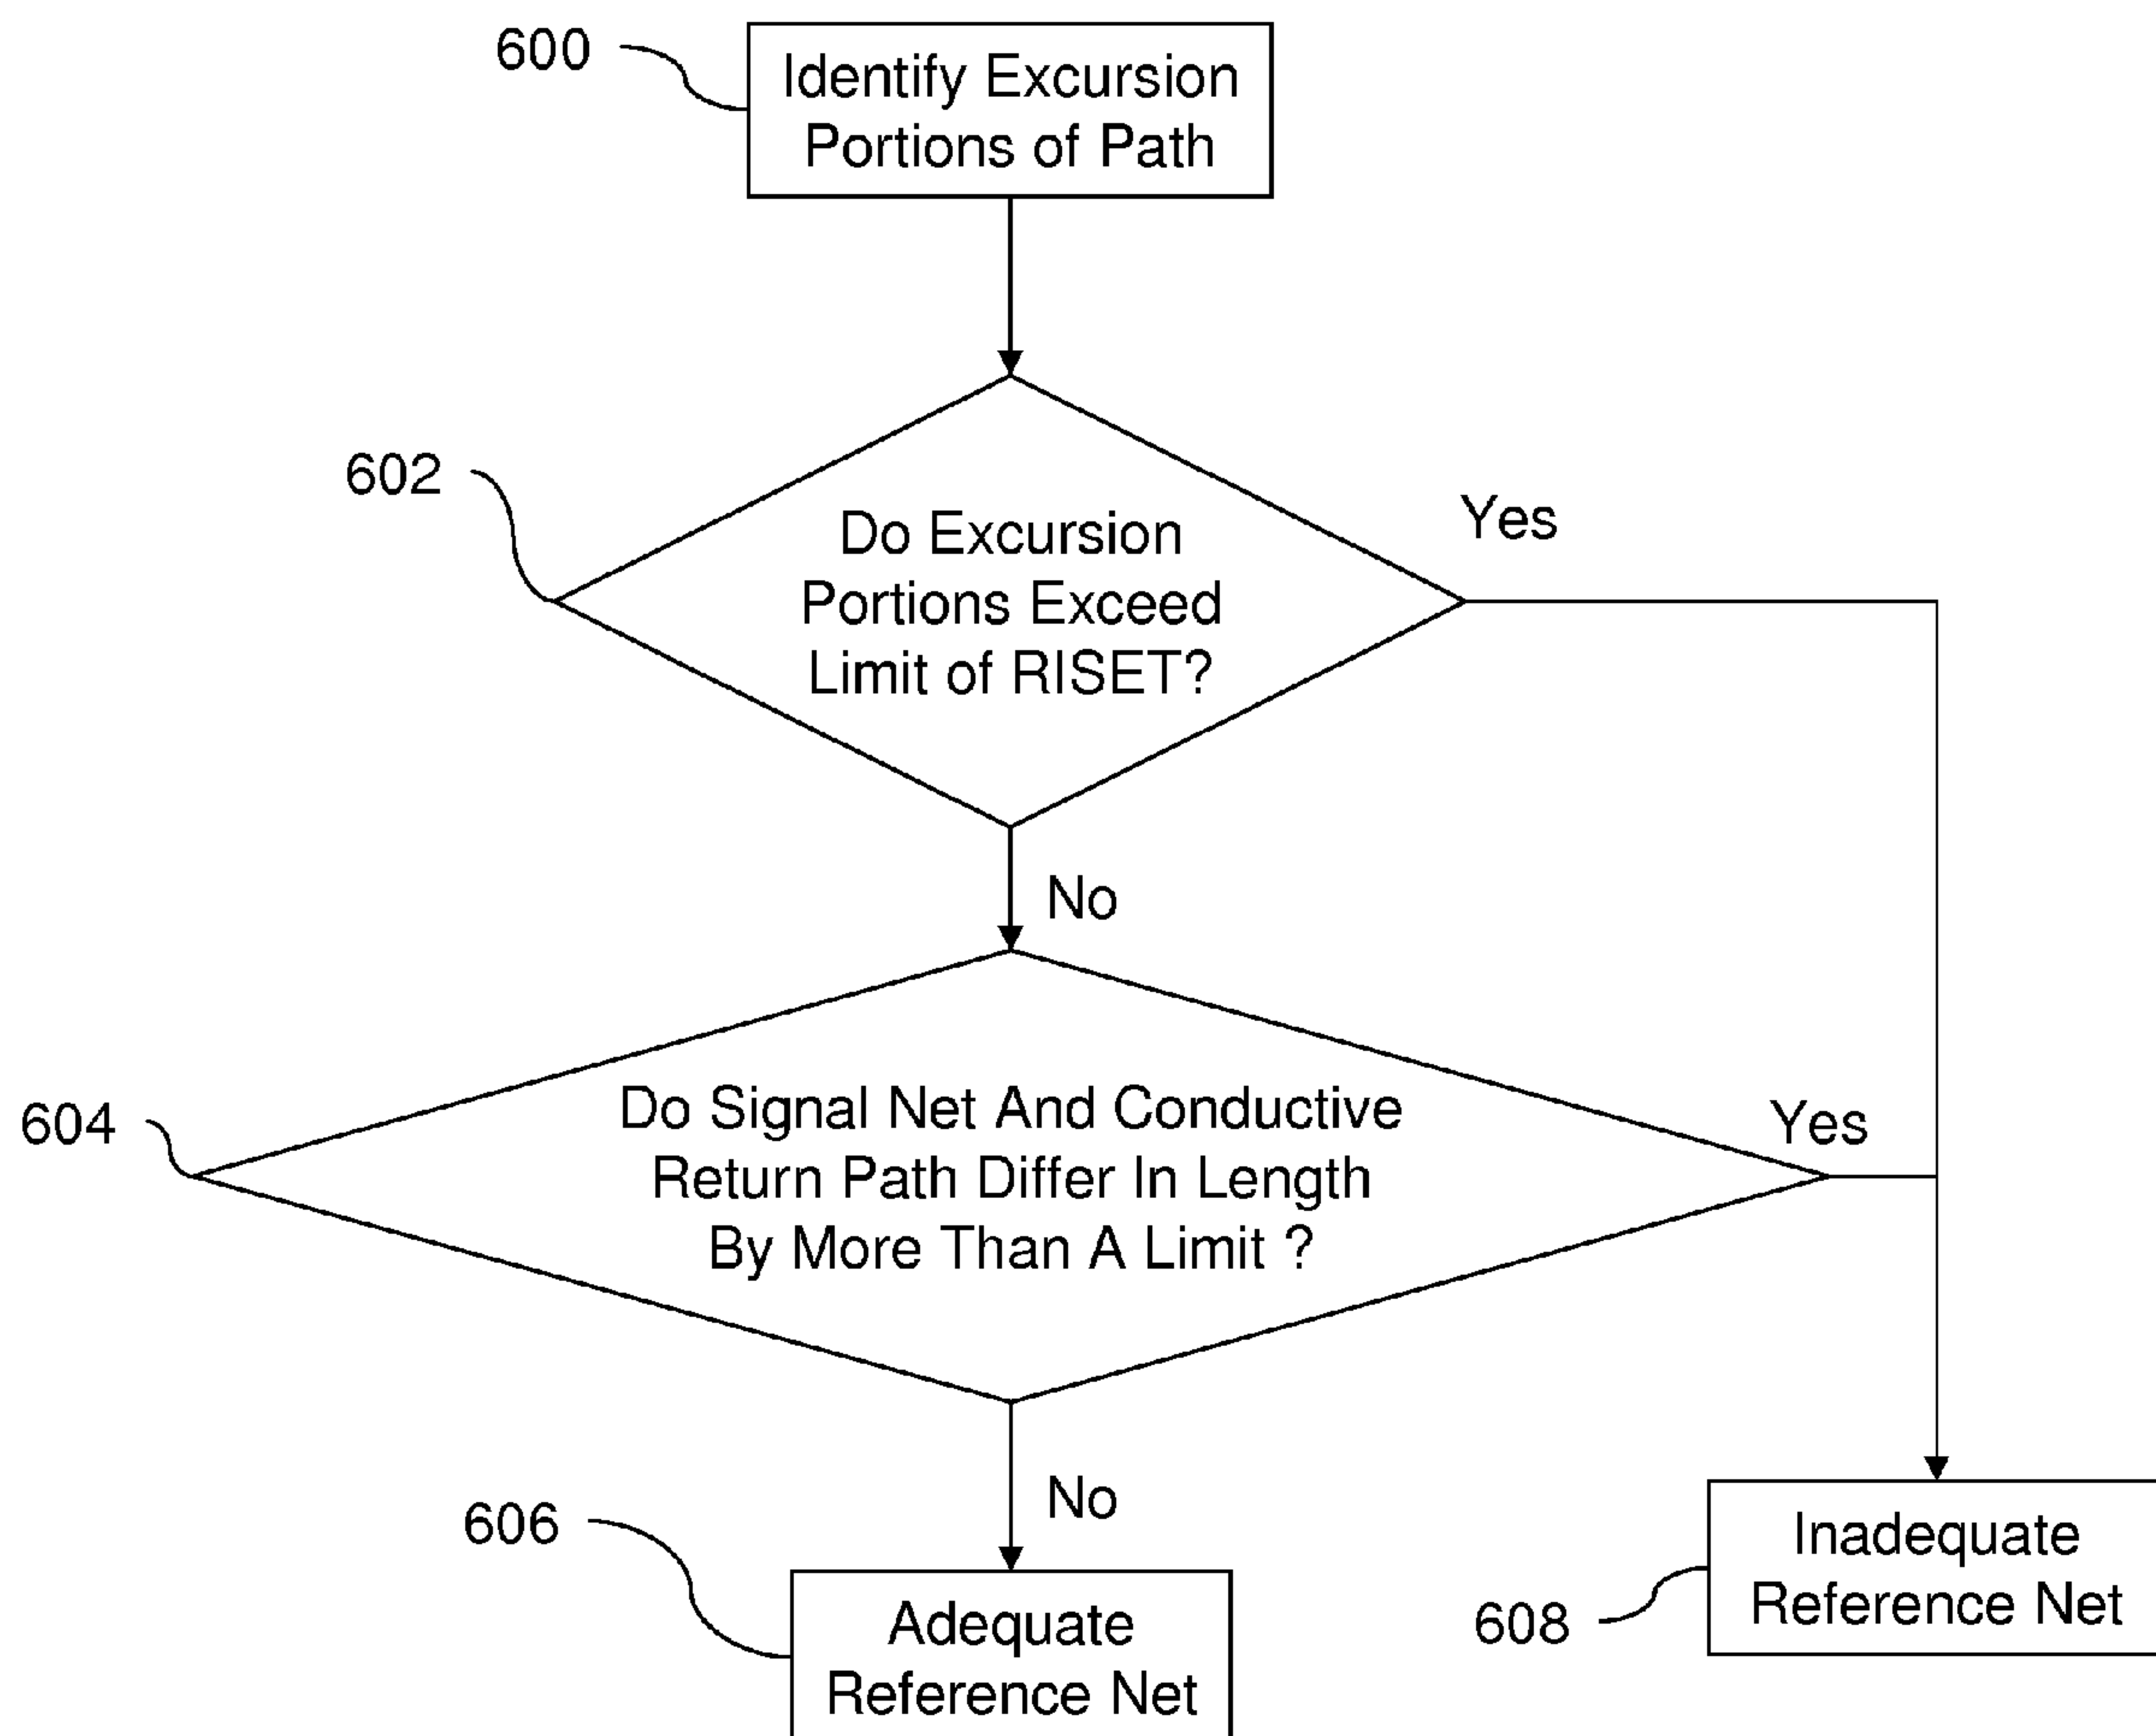 600
Identify Excursion
Portions of Path
602
Do Excursion
Portions Exceed
Limit of RISET?
Yes
No
604
Do Signal Net And Conductive
Return Path Differ In Length
By More Than A Limit ?
Yes
No
606
Adequate
Reference Net
608
Inadequate
Reference Net